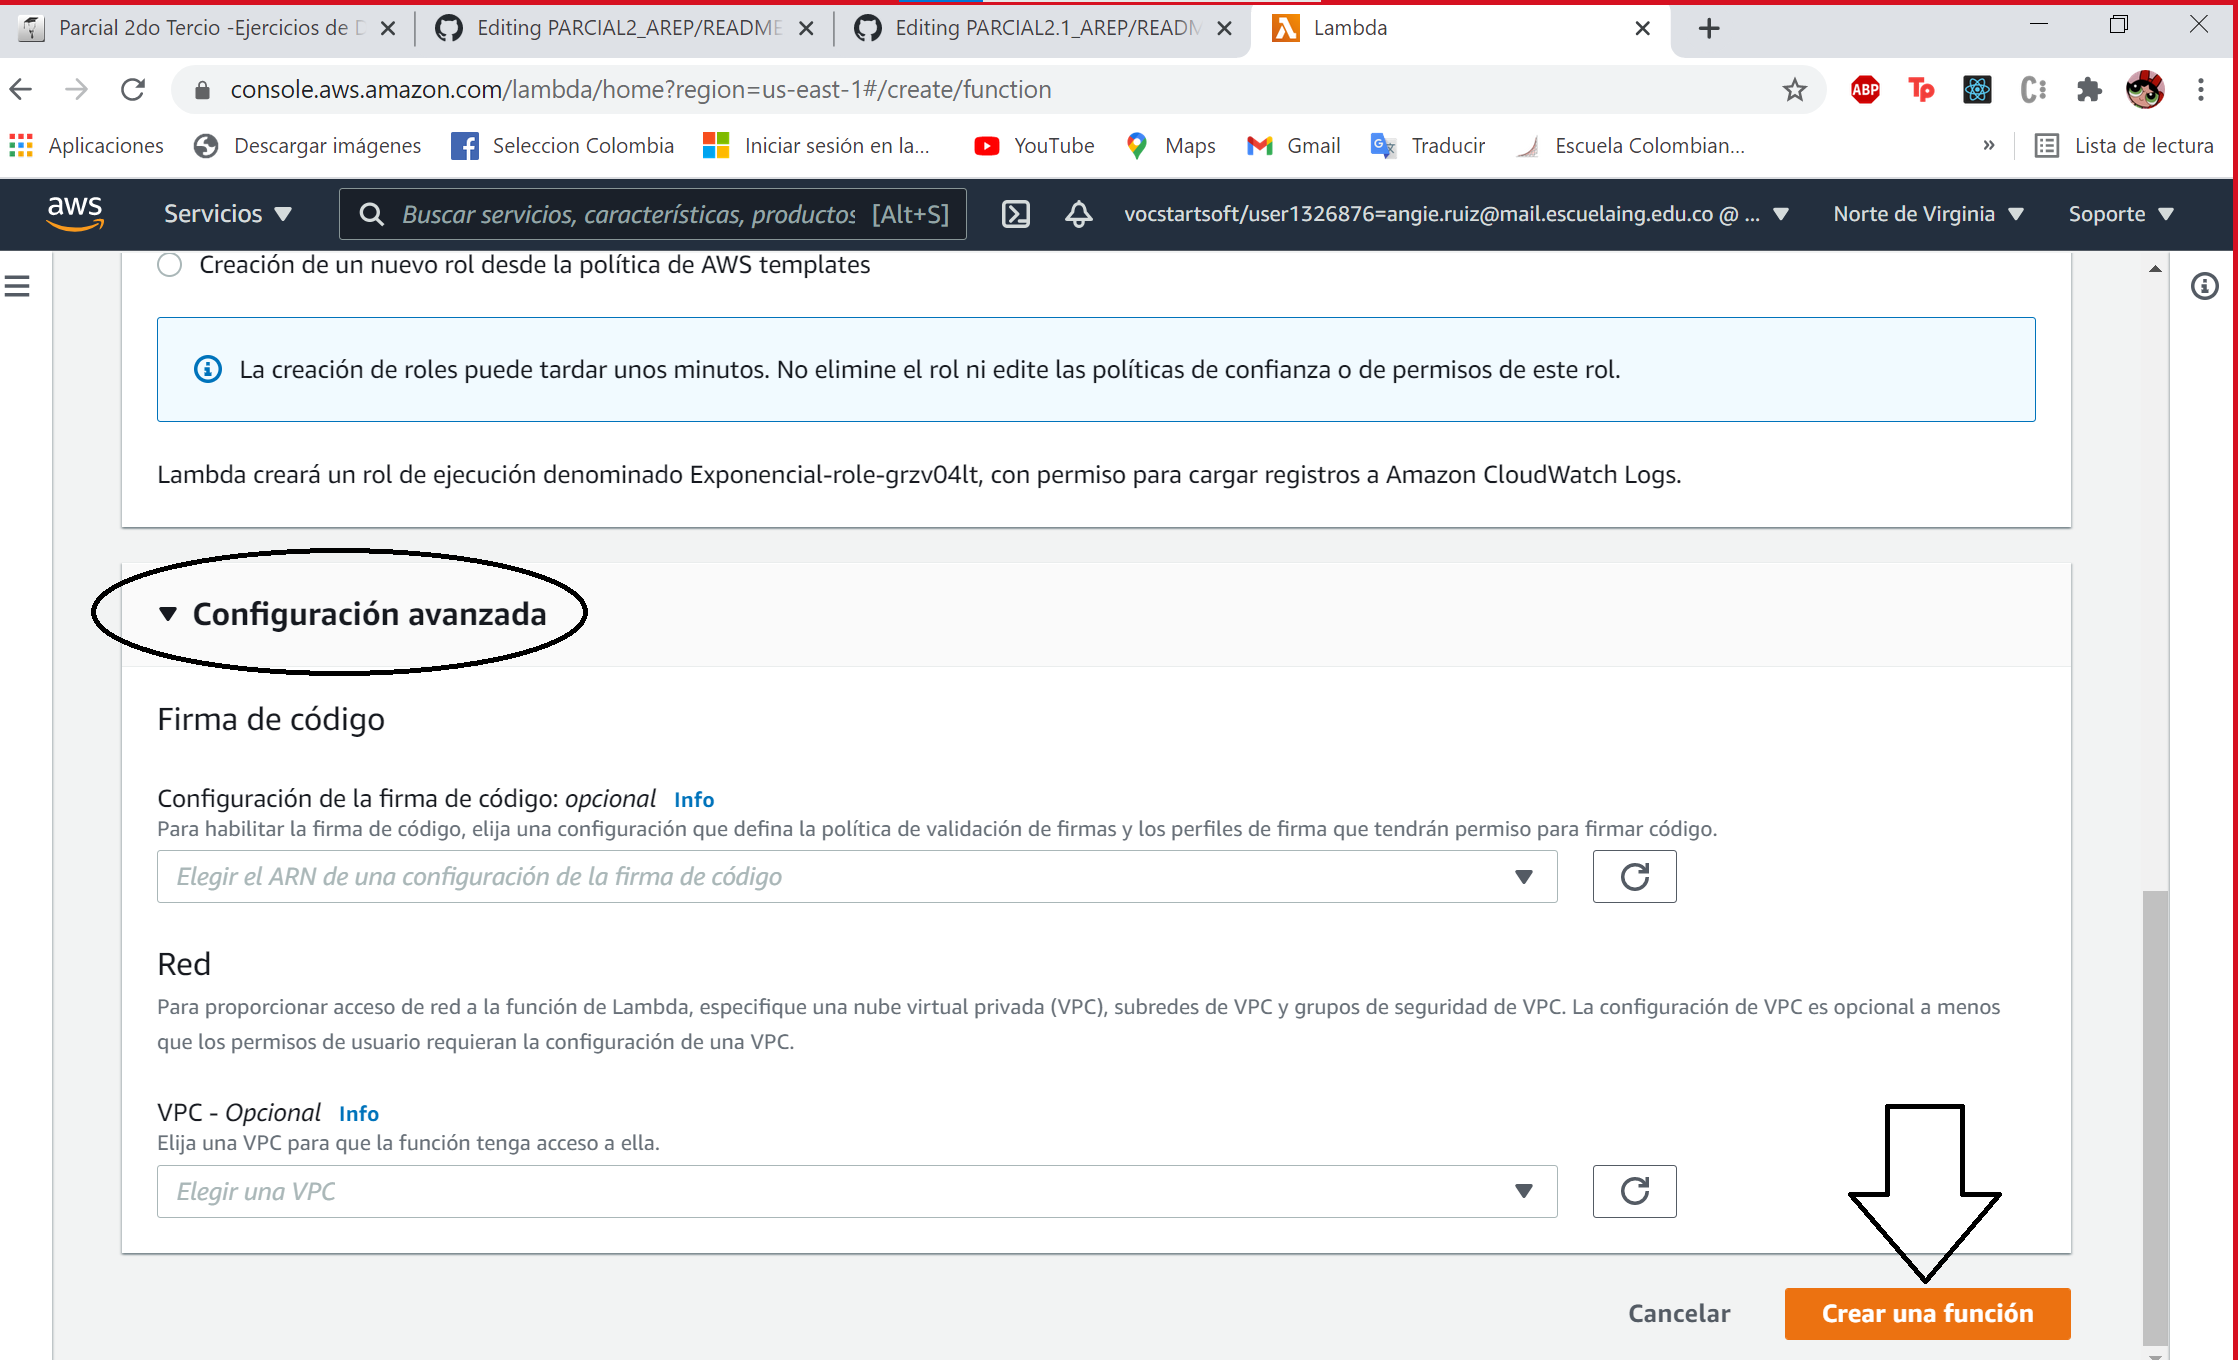 Parcial 2do Tercio -Ejercicios de D
Editing PARCIAL2_AREP/README
Editing PARCIAL2.1_AREP/READM
Lambda
console.aws.amazon.com/lambda/home?region=us-east-1#/create/function
ABP
Tp
Aplicaciones
Descargar imágenes
Seleccion Colombia
Iniciar sesión en la...
YouTube
Maps
Gmail
Traducir
Escuela Colombian...
»
Lista de lectura
aws
Servicios
Buscar servicios, características, productos [Alt+S]
vocstartsoft/user1326876=angie.ruiz@mail.escuelaing.edu.co @ ...
Norte de Virginia
Soporte
Creación de un nuevo rol desde la política de AWS templates
La creación de roles puede tardar unos minutos. No elimine el rol ni edite las políticas de confianza o de permisos de este rol.
Lambda creará un rol de ejecución denominado Exponencial-role-grzv04lt, con permiso para cargar registros a Amazon CloudWatch Logs.
Configuración avanzada
Firma de código
Configuración de la firma de código: opcional Info
Para habilitar la firma de código, elija una configuración que defina la política de validación de firmas y los perfiles de firma que tendrán permiso para firmar código.
Elegir el ARN de una configuración de la firma de código
Red
Para proporcionar acceso de red a la función de Lambda, especifique una nube virtual privada (VPC), subredes de VPC y grupos de seguridad de VPC. La configuración de VPC es opcional a menos
que los permisos de usuario requieran la configuración de una VPC.
VPC - Opcional Info
Elija una VPC para que la función tenga acceso a ella.
Elegir una VPC
Cancelar
Crear una función